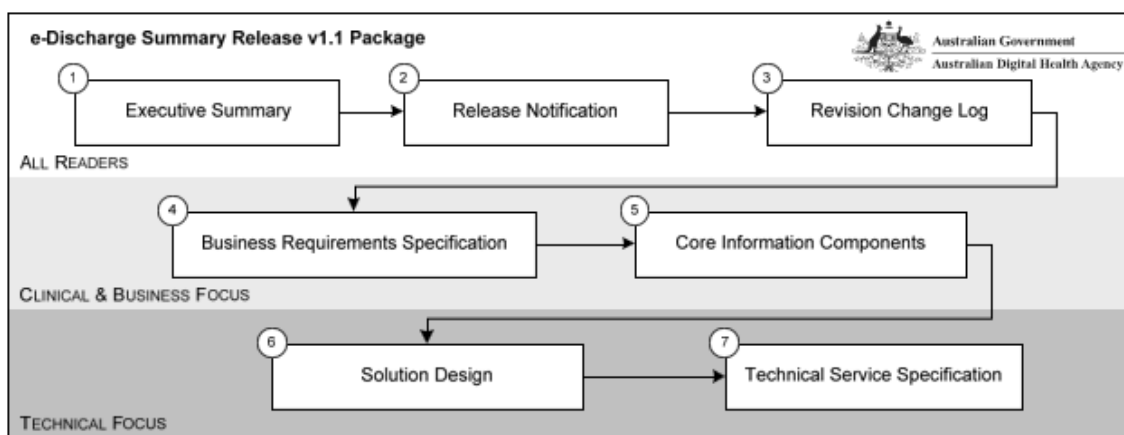 e-Discharge Summary Release v1.1 Package
Australian Government
Australian Digital Health Agency
1
Executive Summary
2
Release Notification
3
Revision Change Log
ALL READERS
4
Business Requirements Specification
5
Core Information Components
CLINICAL & BUSINESS FOCUS
6
Solution Design
7
Technical Service Specification
TECHNICAL FOCUS